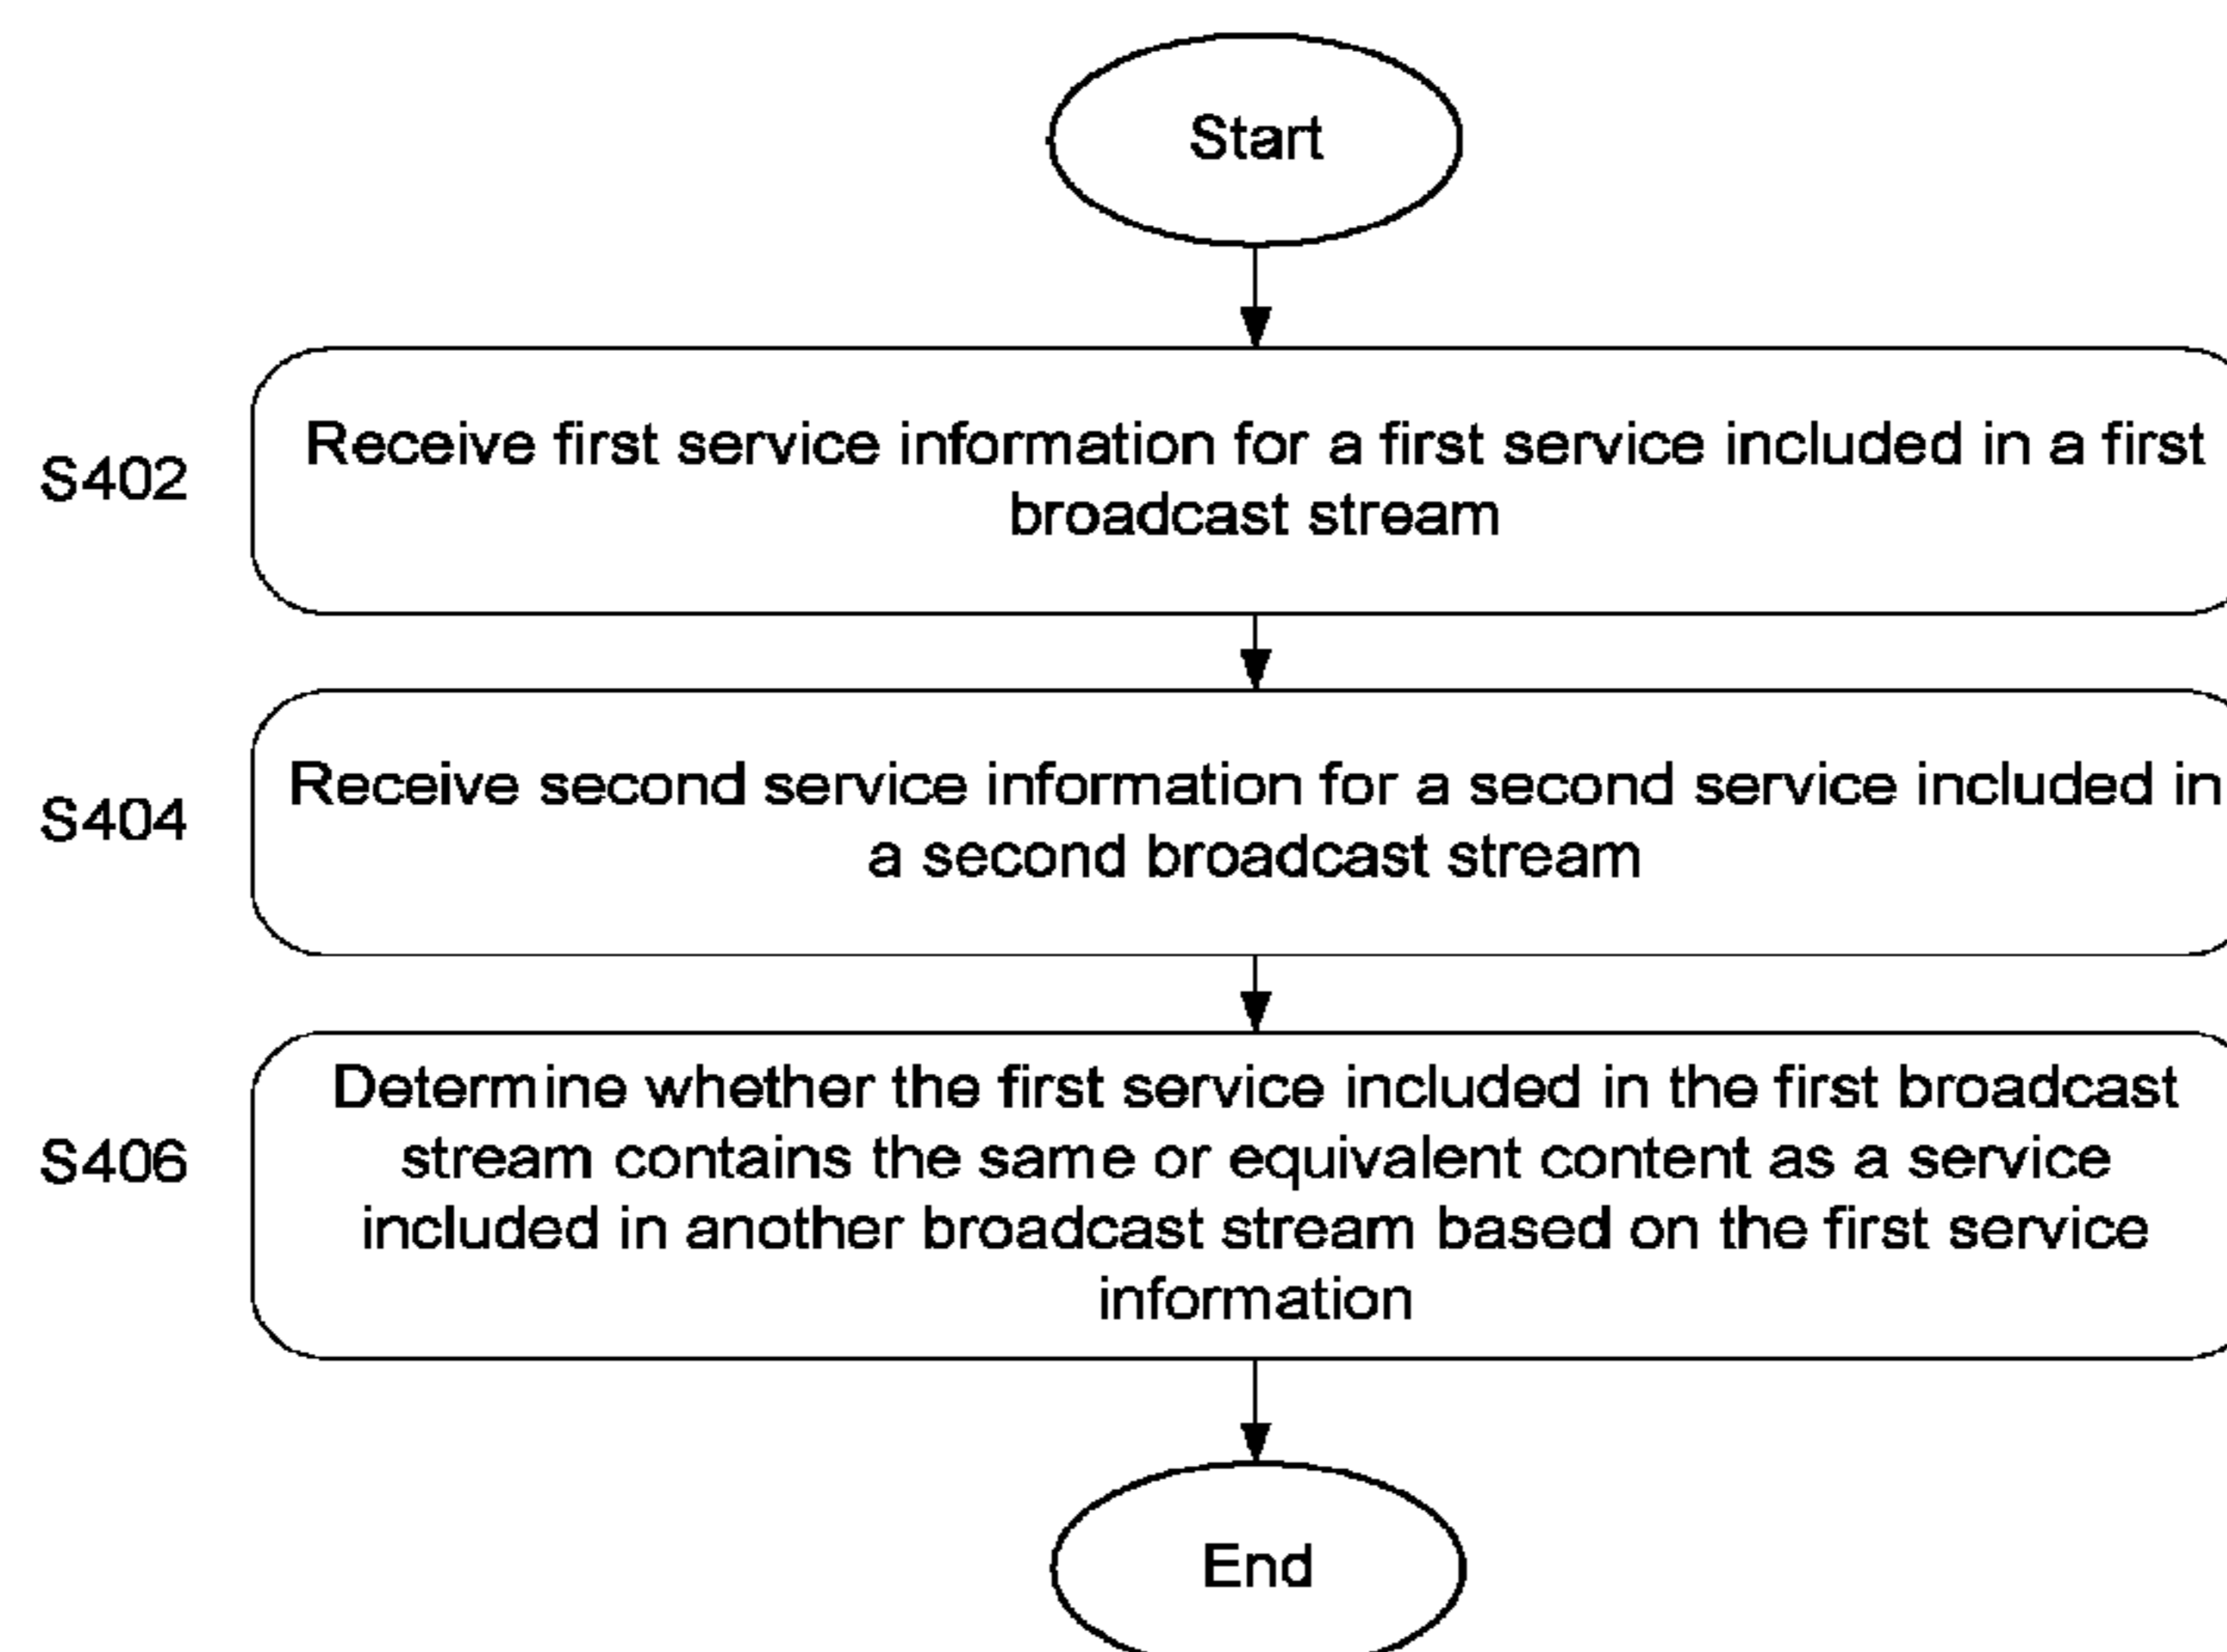 Start
S402
Receive first service information for a first service included in a first
broadcast stream
S404
Receive second service information for a second service included in
a second broadcast stream
S406
Determine whether the first service included in the first broadcast
stream contains the same or equivalent content as a service
included in another broadcast stream based on the first service
information
End